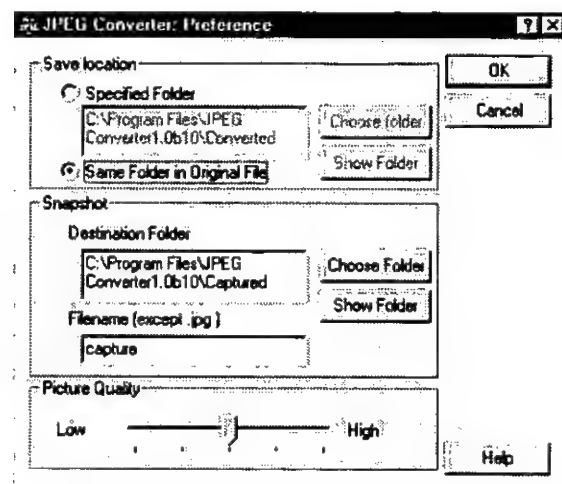 JPEG Converter: Preference
Save location
OK
Specified Folder
C:\Program Files\JPEG
Converter1.0b10\Converted
Choose folder
Cancel
Same Folder in Original File
Show Folder
Snapshot
Destination Folder
C:\Program Files\JPEG
Converter1.0b10\Captured
Choose Folder
Show Folder
Filename (except .jpg )
capture
Picture Quality
Low
High
Help